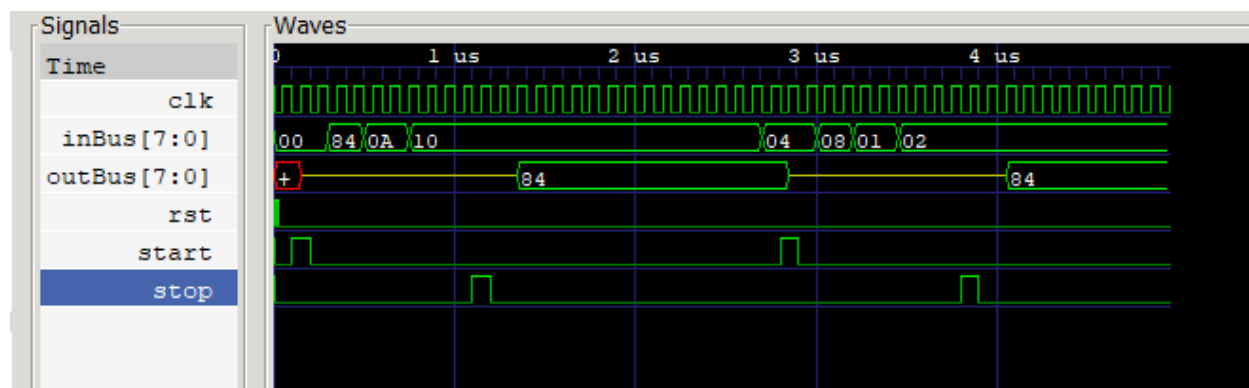 Signals
Waves
Time
0 1 us 2 us 3 us 4 us
clk
inBus[7:0] 00 84 0A 10 04 08 01 02
outBus[7:0] + 84 84
rst
start
stop